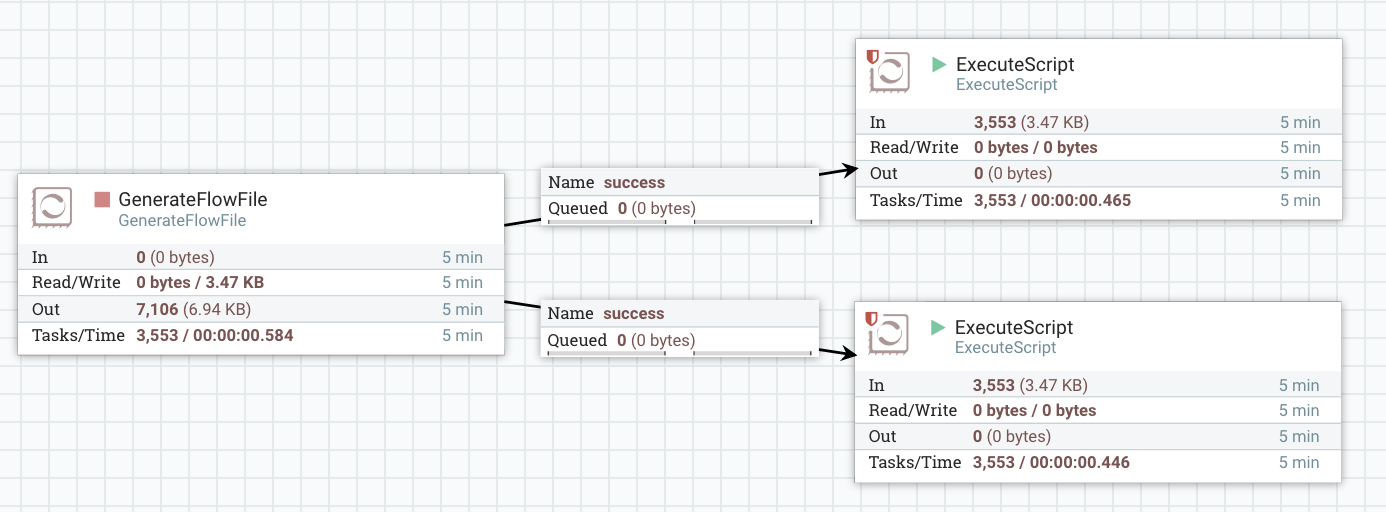 GenerateFlowFile
GenerateFlowFile
In 0 (0 bytes) 5 min
Read/Write 0 bytes / 3.47 KB 5 min
Out 7,106 (6.94 KB) 5 min
Tasks/Time 3,553 / 00:00:00.584 5 min
Name success
Queued 0 (0 bytes)
Name success
Queued 0 (0 bytes)
ExecuteScript
ExecuteScript
In 3,553 (3.47 KB) 5 min
Read/Write 0 bytes / 0 bytes 5 min
Out 0 (0 bytes) 5 min
Tasks/Time 3,553 / 00:00:00.465 5 min
ExecuteScript
ExecuteScript
In 3,553 (3.47 KB) 5 min
Read/Write 0 bytes / 0 bytes 5 min
Out 0 (0 bytes) 5 min
Tasks/Time 3,553 / 00:00:00.446 5 min